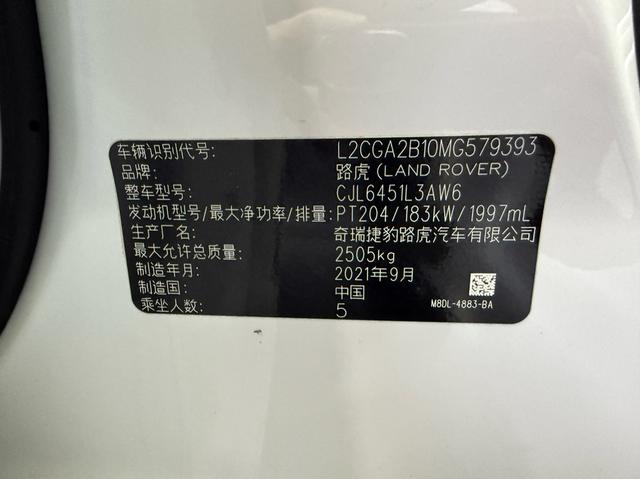 车辆识别代号: L2CGA2B10MG579393
品牌: 路虎(LAND ROVER)
整车型号: CJL6451L3AW6
发动机型号/最大净功率/排量: PT204/183kW/1997mL
生产厂名: 奇瑞捷豹路虎汽车有限公司
最大允许总质量: 2505kg
制造年月: 2021年9月
制造国: 中国
乘坐人数: 5
M8DL-4883-BA